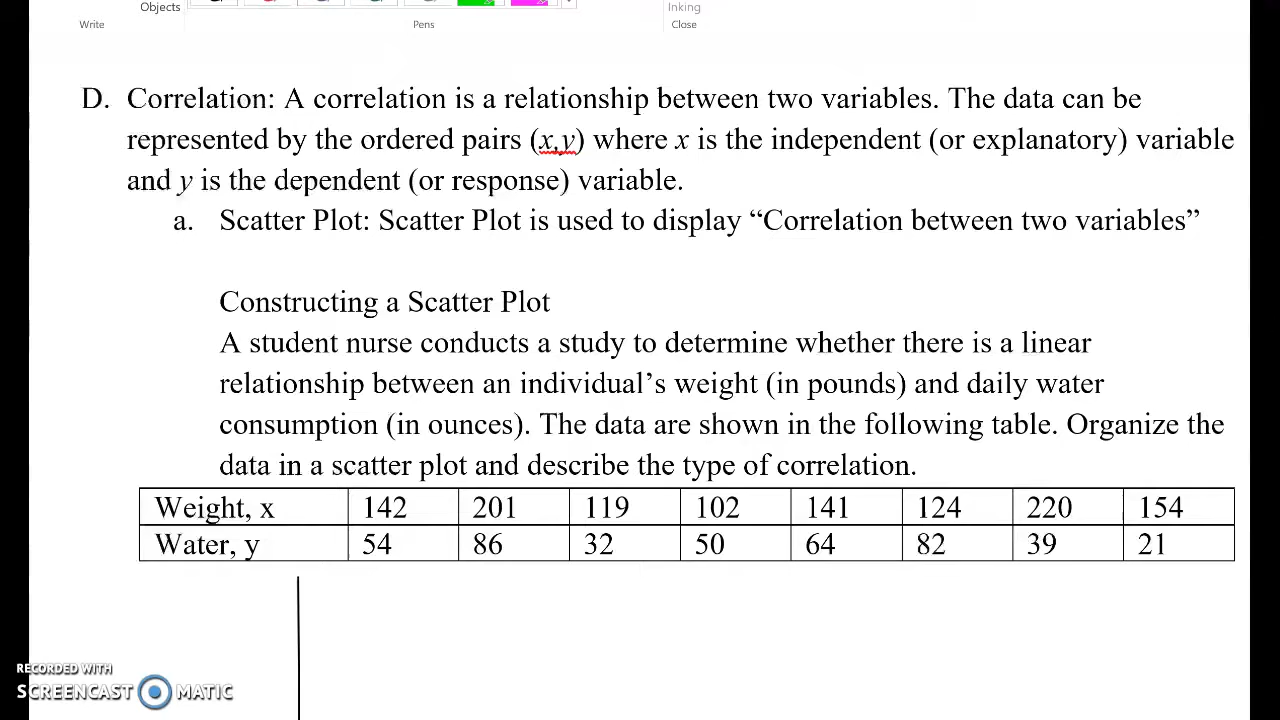 Objects
Inking
Write
Pens
Close
D. Correlation: A correlation is a relationship between two variables. The data can be
represented by the ordered pairs (x,y) where x is the independent (or explanatory) variable
and y is the dependent (or response) variable.
a. Scatter Plot: Scatter Plot is used to display “Correlation between two variables”
Constructing a Scatter Plot
A student nurse conducts a study to determine whether there is a linear
relationship between an individual’s weight (in pounds) and daily water
consumption (in ounces). The data are shown in the following table. Organize the
data in a scatter plot and describe the type of correlation.
Weight, x 142 201 119 102 141 124 220 154
Water, y 54 86 32 50 64 82 39 21
RECORDED WITH
SCREENCAST MATIC